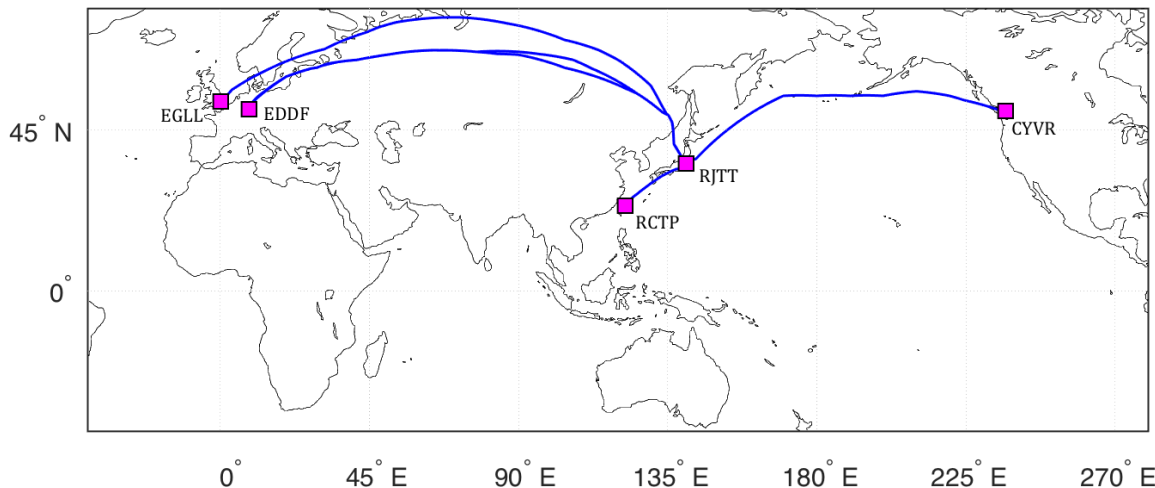 EGLL
EDDF
45° N
CYVR
RJTT
RCTP
0°
0° 45° E 90° E 135° E 180° E 225° E 270° E